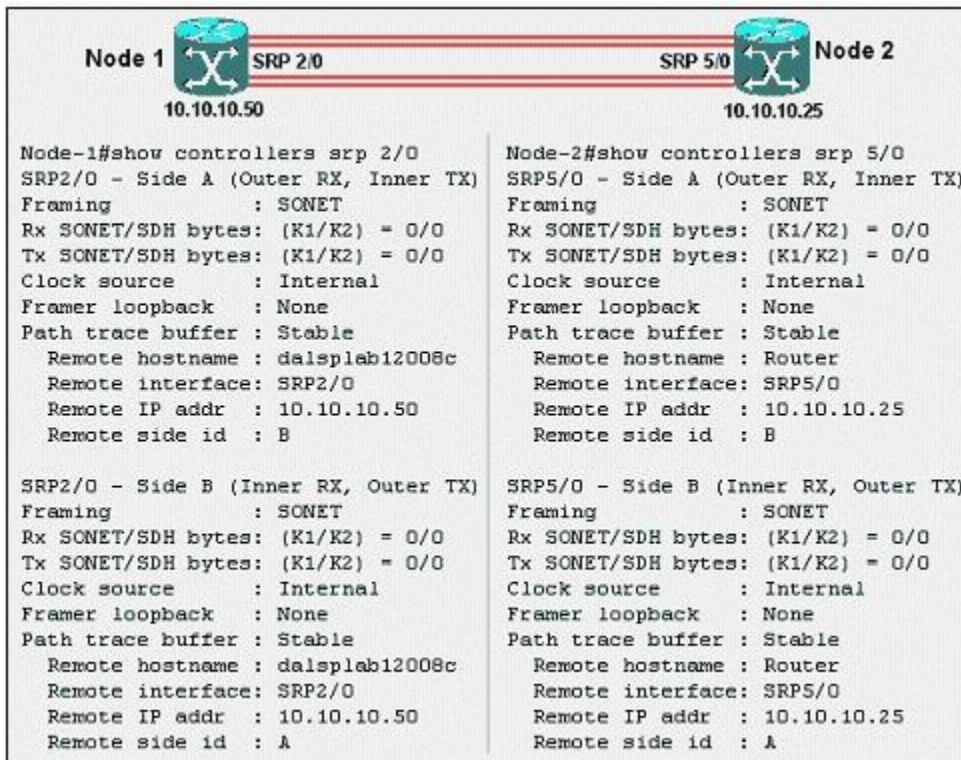 Node 1
SRP 2/0
SRP 5/0
Node 2
10.10.10.50
10.10.10.25
Node-1#show controllers srp 2/0
SRP2/0 - Side A (Outer RX, Inner TX)
Framing : SONET
Rx SONET/SDH bytes: (K1/K2) = 0/0
Tx SONET/SDH bytes: (K1/K2) = 0/0
Clock source : Internal
Framer loopback : None
Path trace buffer : Stable
Remote hostname : dalsplab12008c
Remote interface: SRP2/0
Remote IP addr : 10.10.10.50
Remote side id : B
SRP2/0 - Side B (Inner RX, Outer TX)
Framing : SONET
Rx SONET/SDH bytes: (K1/K2) = 0/0
Tx SONET/SDH bytes: (K1/K2) = 0/0
Clock source : Internal
Framer loopback : None
Path trace buffer : Stable
Remote hostname : dalsplab12008c
Remote interface: SRP2/0
Remote IP addr : 10.10.10.50
Remote side id : A
Node-2#show controllers srp 5/0
SRP5/0 - Side A (Outer RX, Inner TX)
Framing : SONET
Rx SONET/SDH bytes: (K1/K2) = 0/0
Tx SONET/SDH bytes: (K1/K2) = 0/0
Clock source : Internal
Framer loopback : None
Path trace buffer : Stable
Remote hostname : Router
Remote interface: SRP5/0
Remote IP addr : 10.10.10.25
Remote side id : B
SRP5/0 - Side B (Inner RX, Outer TX)
Framing : SONET
Rx SONET/SDH bytes: (K1/K2) = 0/0
Tx SONET/SDH bytes: (K1/K2) = 0/0
Clock source : Internal
Framer loopback : None
Path trace buffer : Stable
Remote hostname : Router
Remote interface: SRP5/0
Remote IP addr : 10.10.10.25
Remote side id : A